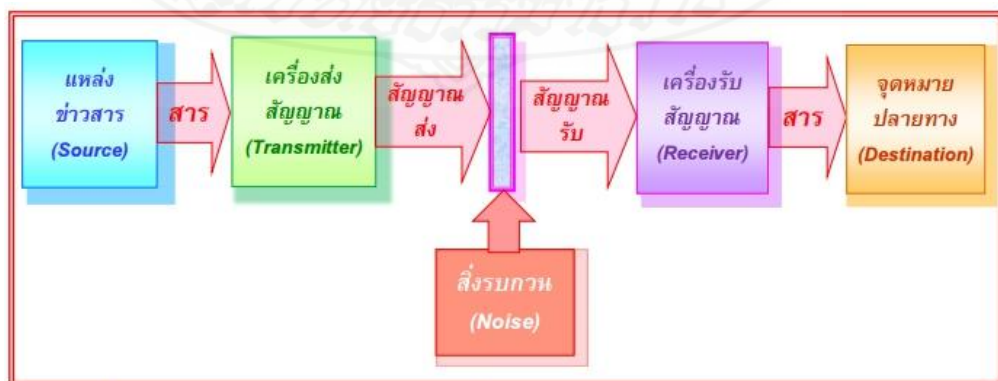 แหล่ง
ข่าวสาร
(Source)
สาร
เครื่องส่ง
สัญญาณ
(Transmitter)
สัญญาณ
ส่ง
สัญญาณ
รับ
เครื่องรับ
สัญญาณ
(Receiver)
สาร
จุดหมาย
ปลายทาง
(Destination)
สิ่งรบกวน
(Noise)